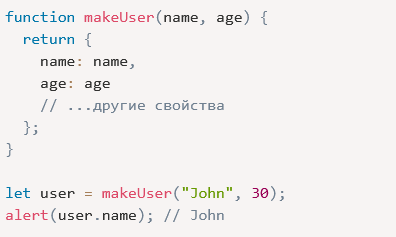 function makeUser(name, age) {
  return {
    name: name,
    age: age
    // ...другие свойства
  };
}

let user = makeUser("John", 30);
alert(user.name); // John